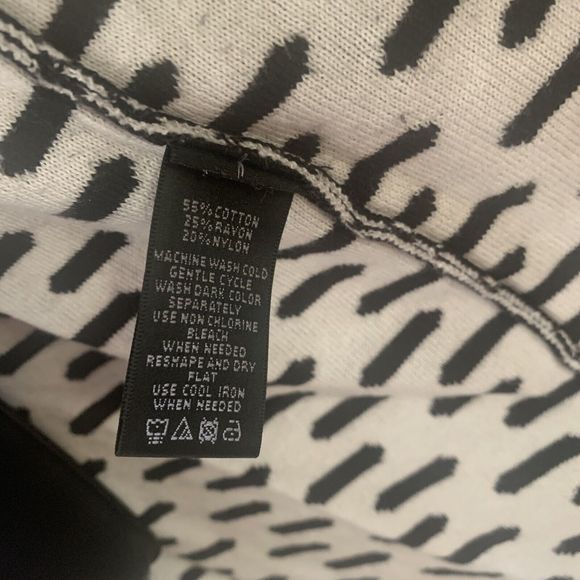 55% COTTON
25% RAYON
20% NYLON
MACHINE WASH COLD
GENTLE CYCLE
WASH DARK COLOR
SEPARATELY
USE NON CHLORINE
BLEACH
WHEN NEEDED
RESHAPE AND DRY
FLAT
USE COOL IRON
WHEN NEEDED